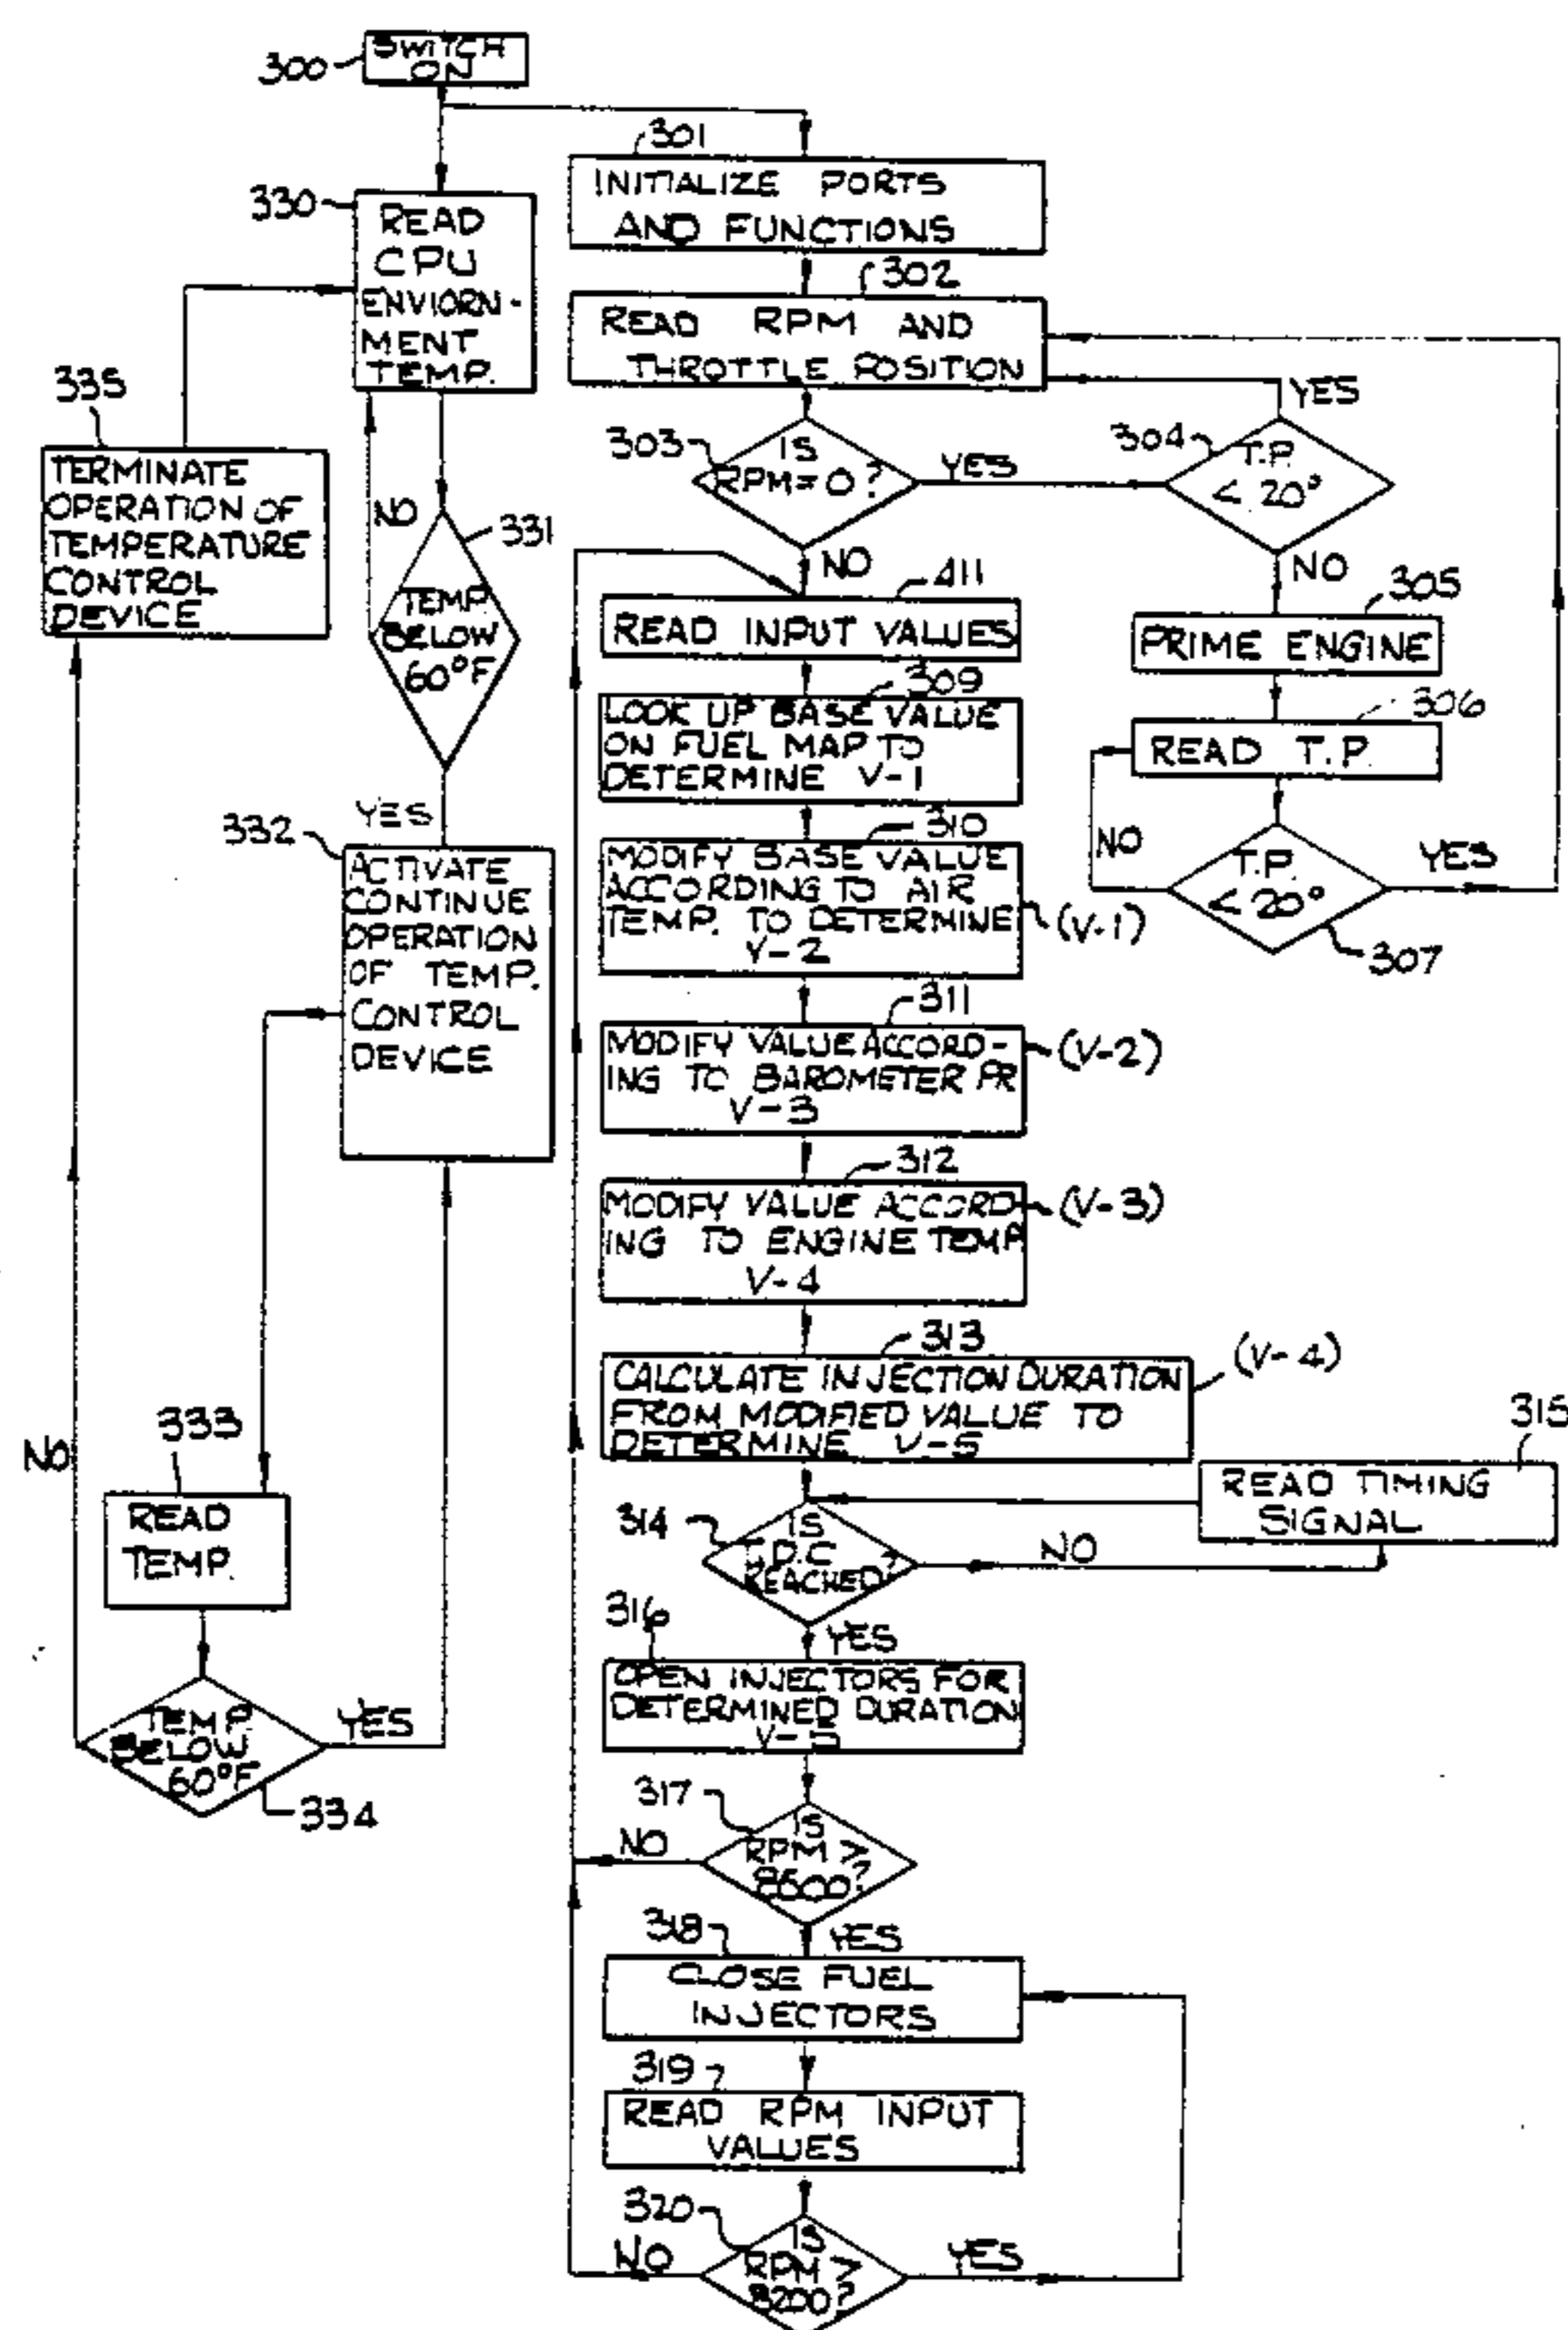 300
SWITCH
ON
301
INITIALIZE PORTS
AND FUNCTIONS
330
READ
CPU
ENVIORN-
MENT
TEMP.
302
READ RPM AND
THROTTLE POSITION
335
TERMINATE
OPERATION OF
TEMPERATURE
CONTROL
DEVICE
NO
331
TEMP.
BELOW
60°F
YES
303
IS
RPM=0?
YES
304
T.P.
< 20°
YES
NO
NO
411
READ INPUT VALUES
305
PRIME ENGINE
309
LOOK UP BASE VALUE
ON FUEL MAP TO
DETERMINE V-1
306
READ T.P.
332
ACTIVATE
CONTINUE
OPERATION
OF TEMP.
CONTROL
DEVICE
310
MODIFY BASE VALUE
ACCORDING TO AIR
TEMP. TO DETERMINE
V-2
(V-1)
NO
T.P.
< 20°
YES
307
311
MODIFY VALUE ACCORD-
ING TO BAROMETER PR
V-3
(V-2)
312
MODIFY VALUE ACCORD-
ING TO ENGINE TEMP
V-4
(V-3)
313
CALCULATE INJECTION DURATION
FROM MODIFIED VALUE TO
DETERMINE V-5
(V-4)
315
READ TIMING
SIGNAL
NO
333
READ
TEMP.
314
IS
T.D.C
REACHED?
NO
YES
316
OPEN INJECTORS FOR
DETERMINED DURATION
V-5
TEMP.
BELOW
60°F
YES
334
317
IS
RPM >
8600?
NO
YES
318
CLOSE FUEL
INJECTORS
319
READ RPM INPUT
VALUES
320
IS
RPM >
8200?
NO
YES